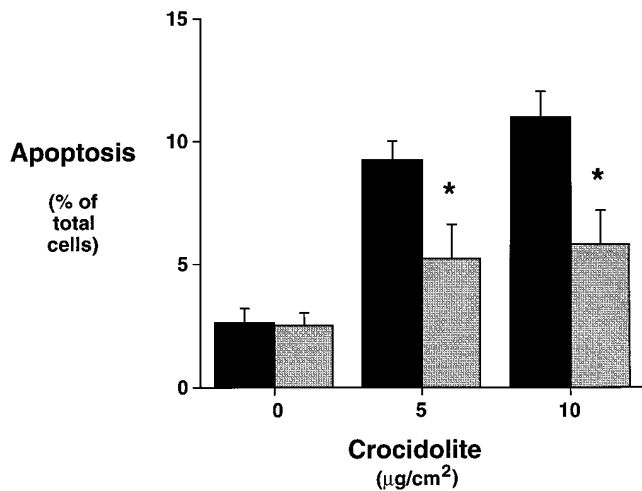 15
10
5
0
Apoptosis
(% of
total
cells)
*
*
0
5
10
Crocidolite
(μg/cm²)